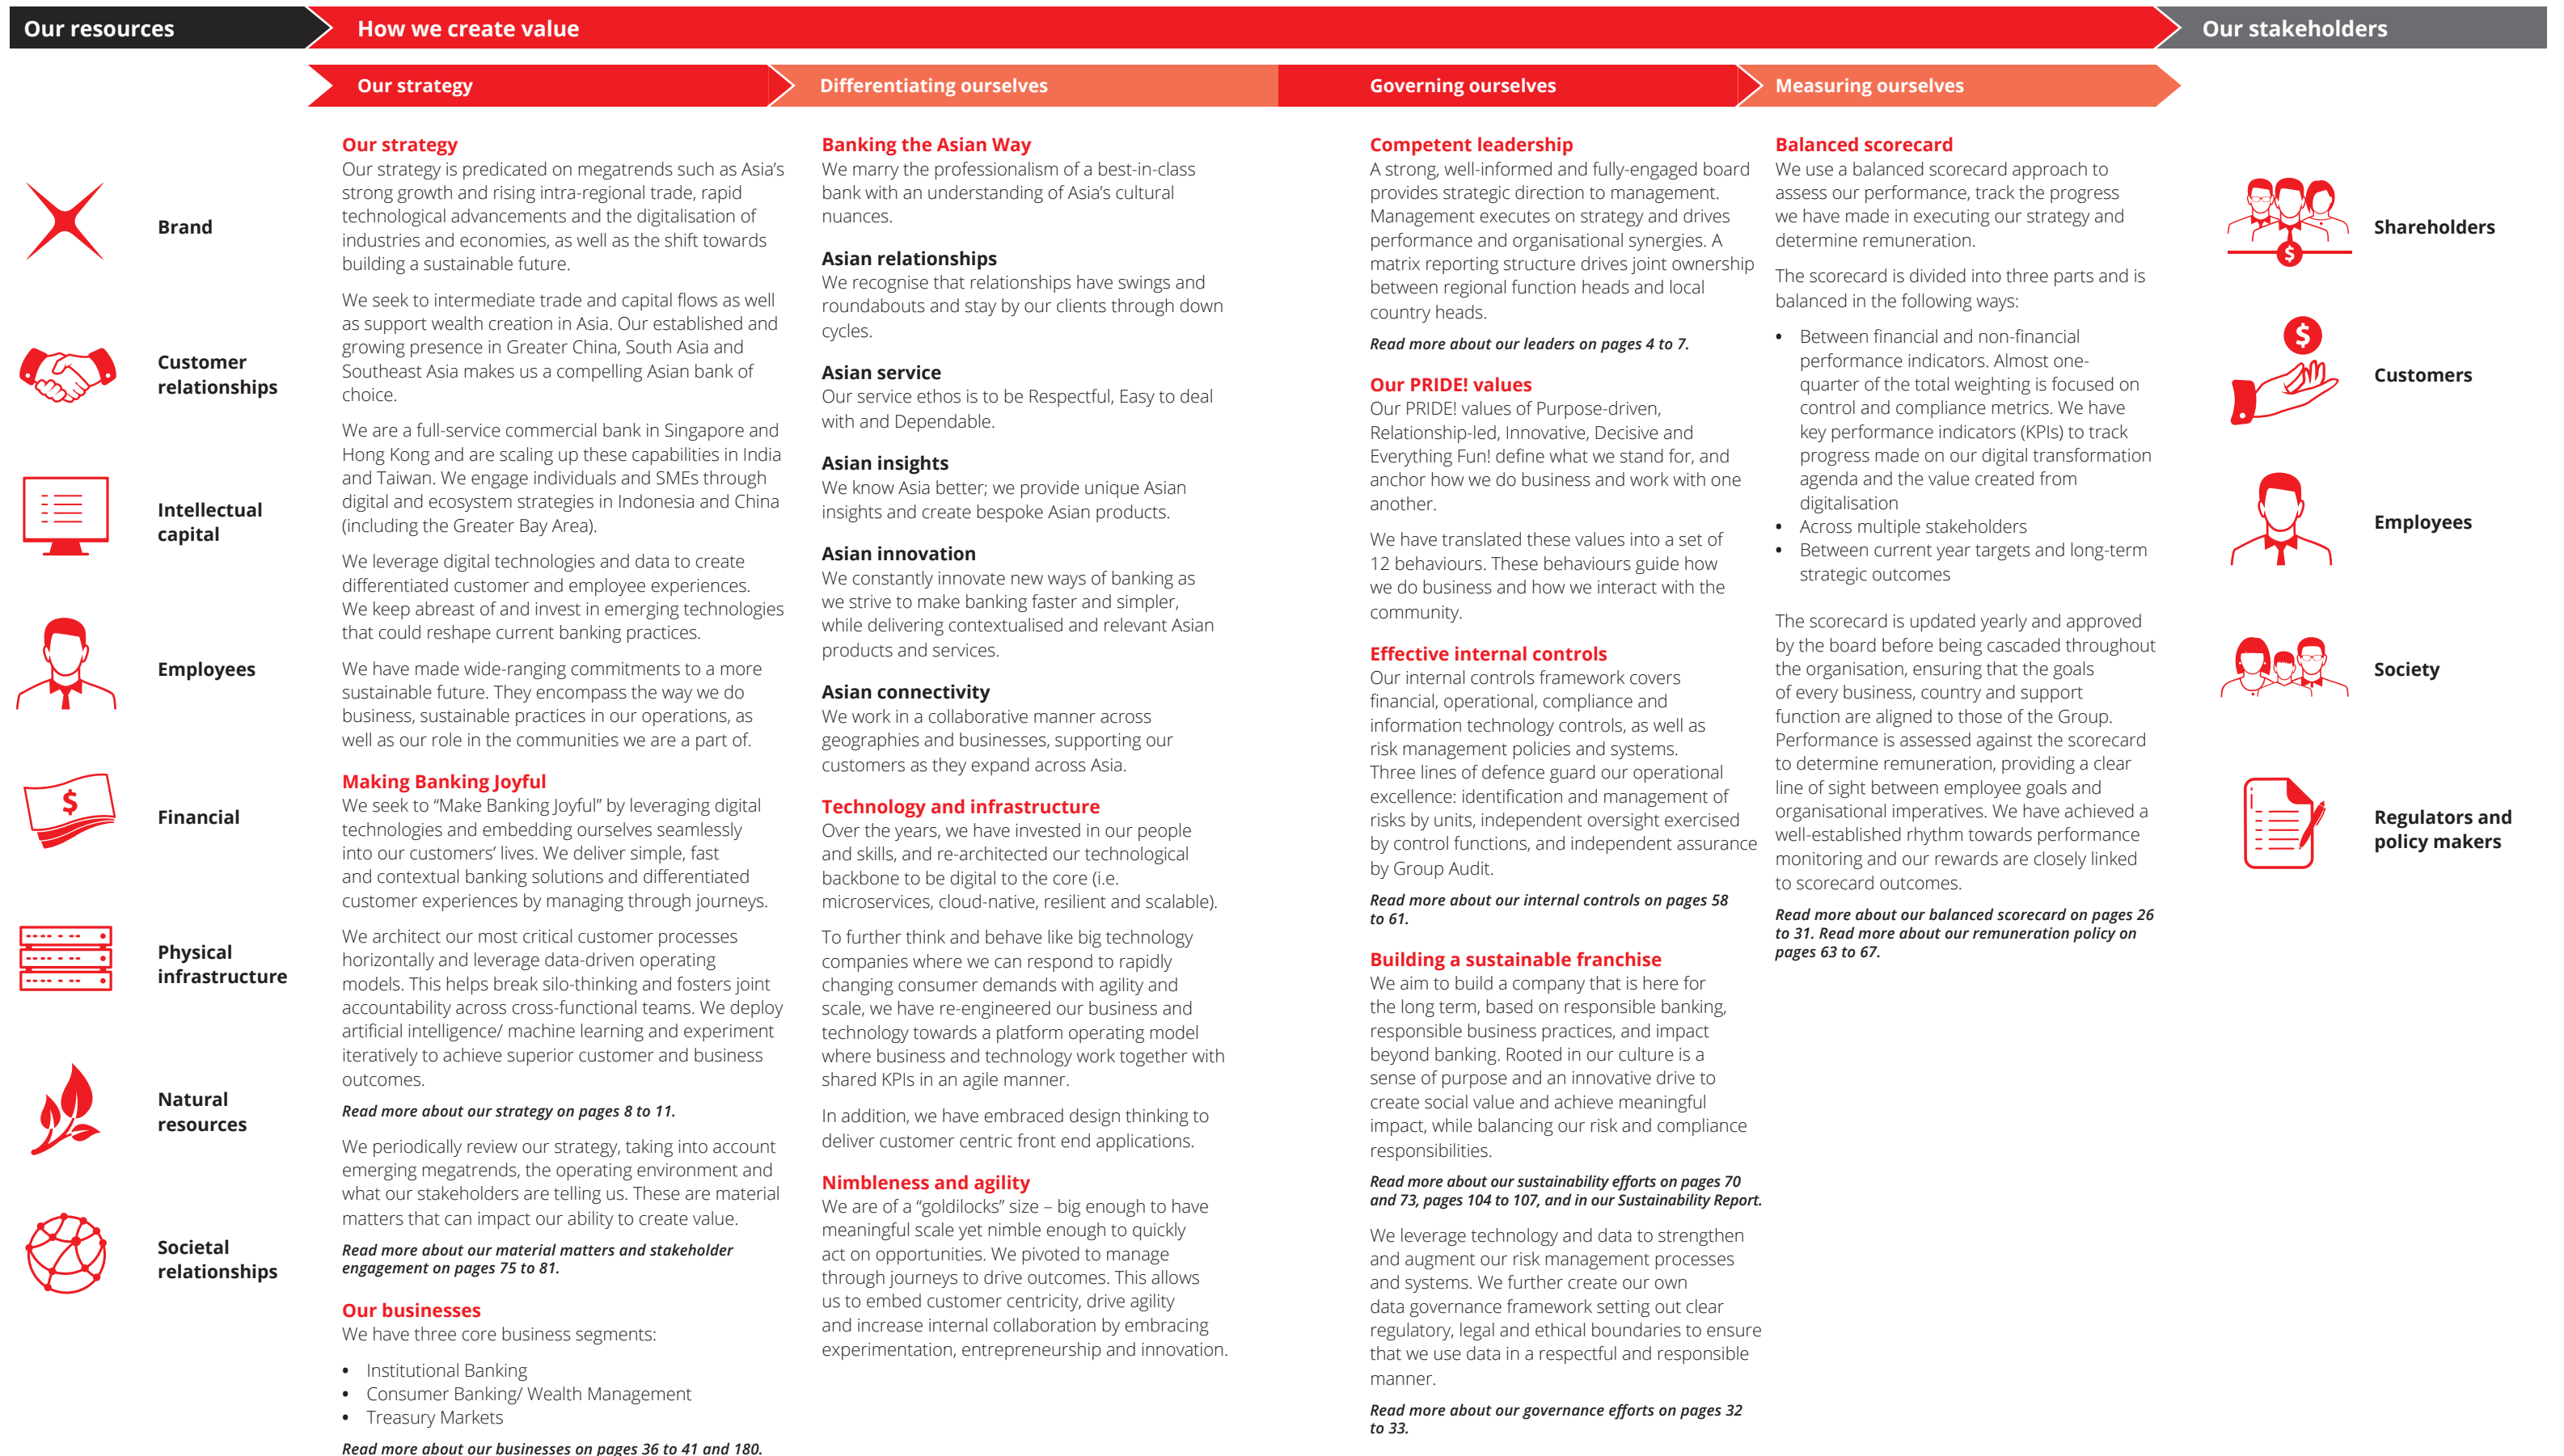 Our resources
How we create value
Our stakeholders
Our strategy
Differentiating ourselves
Governing ourselves
Measuring ourselves
Brand
Customer
relationships
Intellectual
capital
Employees
Financial
Physical
infrastructure
Natural
resources
Societal
relationships
Our strategy
Our strategy is predicated on megatrends such as Asia’s
strong growth and rising intra-regional trade, rapid
technological advancements and the digitalisation of
industries and economies, as well as the shift towards
building a sustainable future.
We seek to intermediate trade and capital flows as well
as support wealth creation in Asia. Our established and
growing presence in Greater China, South Asia and
Southeast Asia makes us a compelling Asian bank of
choice.
We are a full-service commercial bank in Singapore and
Hong Kong and are scaling up these capabilities in India
and Taiwan. We engage individuals and SMEs through
digital and ecosystem strategies in Indonesia and China
(including the Greater Bay Area).
We leverage digital technologies and data to create
differentiated customer and employee experiences.
We keep abreast of and invest in emerging technologies
that could reshape current banking practices.
We have made wide-ranging commitments to a more
sustainable future. They encompass the way we do
business, sustainable practices in our operations, as
well as our role in the communities we are a part of.
Making Banking Joyful
We seek to “Make Banking Joyful” by leveraging digital
technologies and embedding ourselves seamlessly
into our customers’ lives. We deliver simple, fast
and contextual banking solutions and differentiated
customer experiences by managing through journeys.
We architect our most critical customer processes
horizontally and leverage data-driven operating
models. This helps break silo-thinking and fosters joint
accountability across cross-functional teams. We deploy
artificial intelligence/ machine learning and experiment
iteratively to achieve superior customer and business
outcomes.
Read more about our strategy on pages 8 to 11.
We periodically review our strategy, taking into account
emerging megatrends, the operating environment and
what our stakeholders are telling us. These are material
matters that can impact our ability to create value.
Read more about our material matters and stakeholder
engagement on pages 75 to 81.
Our businesses
We have three core business segments:
• Institutional Banking
• Consumer Banking/ Wealth Management
• Treasury Markets
Read more about our businesses on pages 36 to 41 and 180.
Banking the Asian Way
We marry the professionalism of a best-in-class
bank with an understanding of Asia’s cultural
nuances.
Asian relationships
We recognise that relationships have swings and
roundabouts and stay by our clients through down
cycles.
Asian service
Our service ethos is to be Respectful, Easy to deal
with and Dependable.
Asian insights
We know Asia better; we provide unique Asian
insights and create bespoke Asian products.
Asian innovation
We constantly innovate new ways of banking as
we strive to make banking faster and simpler,
while delivering contextualised and relevant Asian
products and services.
Asian connectivity
We work in a collaborative manner across
geographies and businesses, supporting our
customers as they expand across Asia.
Technology and infrastructure
Over the years, we have invested in our people
and skills, and re-architected our technological
backbone to be digital to the core (i.e.
microservices, cloud-native, resilient and scalable).
To further think and behave like big technology
companies where we can respond to rapidly
changing consumer demands with agility and
scale, we have re-engineered our business and
technology towards a platform operating model
where business and technology work together with
shared KPIs in an agile manner.
In addition, we have embraced design thinking to
deliver customer centric front end applications.
Nimbleness and agility
We are of a “goldilocks” size – big enough to have
meaningful scale yet nimble enough to quickly
act on opportunities. We pivoted to manage
through journeys to drive outcomes. This allows
us to embed customer centricity, drive agility
and increase internal collaboration by embracing
experimentation, entrepreneurship and innovation.
Competent leadership
A strong, well-informed and fully-engaged board
provides strategic direction to management.
Management executes on strategy and drives
performance and organisational synergies. A
matrix reporting structure drives joint ownership
between regional function heads and local
country heads.
Read more about our leaders on pages 4 to 7.
Our PRIDE! values
Our PRIDE! values of Purpose-driven,
Relationship-led, Innovative, Decisive and
Everything Fun! define what we stand for, and
anchor how we do business and work with one
another.
We have translated these values into a set of
12 behaviours. These behaviours guide how
we do business and how we interact with the
community.
Effective internal controls
Our internal controls framework covers
financial, operational, compliance and
information technology controls, as well as
risk management policies and systems.
Three lines of defence guard our operational
excellence: identification and management of
risks by units, independent oversight exercised
by control functions, and independent assurance
by Group Audit.
Read more about our internal controls on pages 58
to 61.
Building a sustainable franchise
We aim to build a company that is here for
the long term, based on responsible banking,
responsible business practices, and impact
beyond banking. Rooted in our culture is a
sense of purpose and an innovative drive to
create social value and achieve meaningful
impact, while balancing our risk and compliance
responsibilities.
Read more about our sustainability efforts on pages 70
and 73, pages 104 to 107, and in our Sustainability Report.
We leverage technology and data to strengthen
and augment our risk management processes
and systems. We further create our own
data governance framework setting out clear
regulatory, legal and ethical boundaries to ensure
that we use data in a respectful and responsible
manner.
Read more about our governance efforts on pages 32
to 33.
Balanced scorecard
We use a balanced scorecard approach to
assess our performance, track the progress
we have made in executing our strategy and
determine remuneration.
The scorecard is divided into three parts and is
balanced in the following ways:
• Between financial and non-financial
performance indicators. Almost one-
quarter of the total weighting is focused on
control and compliance metrics. We have
key performance indicators (KPIs) to track
progress made on our digital transformation
agenda and the value created from
digitalisation
• Across multiple stakeholders
• Between current year targets and long-term
strategic outcomes
The scorecard is updated yearly and approved
by the board before being cascaded throughout
the organisation, ensuring that the goals
of every business, country and support
function are aligned to those of the Group.
Performance is assessed against the scorecard
to determine remuneration, providing a clear
line of sight between employee goals and
organisational imperatives. We have achieved a
well-established rhythm towards performance
monitoring and our rewards are closely linked
to scorecard outcomes.
Read more about our balanced scorecard on pages 26
to 31. Read more about our remuneration policy on
pages 63 to 67.
$
Shareholders
$
Customers
Employees
Society
Regulators and
policy makers
$